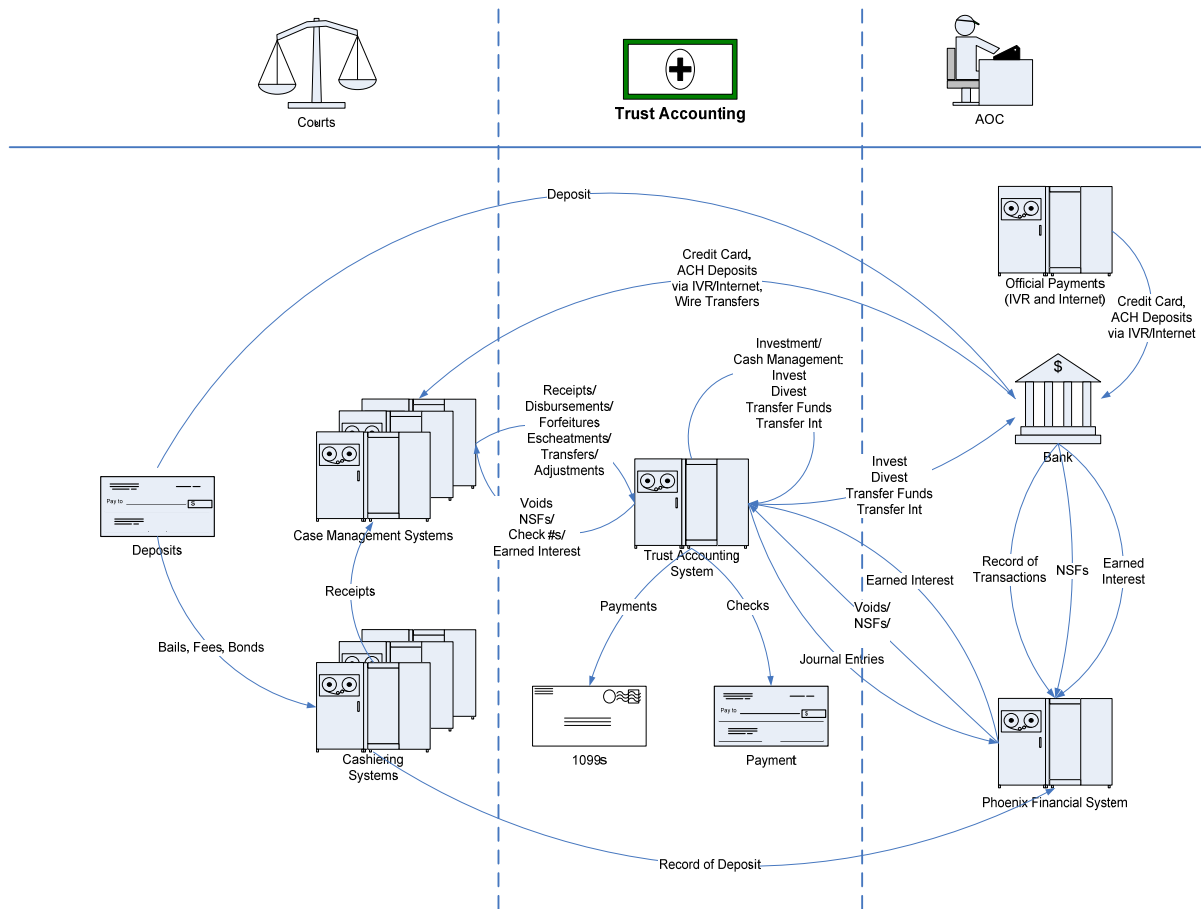 Courts
Trust Accounting
AOC
Deposit
Credit Card,
ACH Deposits
via IVR/Internet,
Wire Transfers
Official Payments
(IVR and Internet)
Credit Card,
ACH Deposits
via IVR/Internet
Investment/
Cash Management:
Invest
Divest
Transfer Funds
Transfer Int
$
Bank
Receipts/
Disbursements/
Forfeitures
Escheatments/
Transfers/
Adjustments
Invest
Divest
Transfer Funds
Transfer Int
Pay to
$
Deposits
Case Management Systems
Voids
NSFs/
Check #s/
Earned Interest
Trust Accounting
System
Record of
Transactions
NSFs
Earned
Interest
Earned Interest
Receipts
Payments
Checks
Voids/
NSFs/
Bails, Fees, Bonds
Journal Entries
Pay to
$
Cashiering
Systems
1099s
Payment
Phoenix Financial System
Record of Deposit